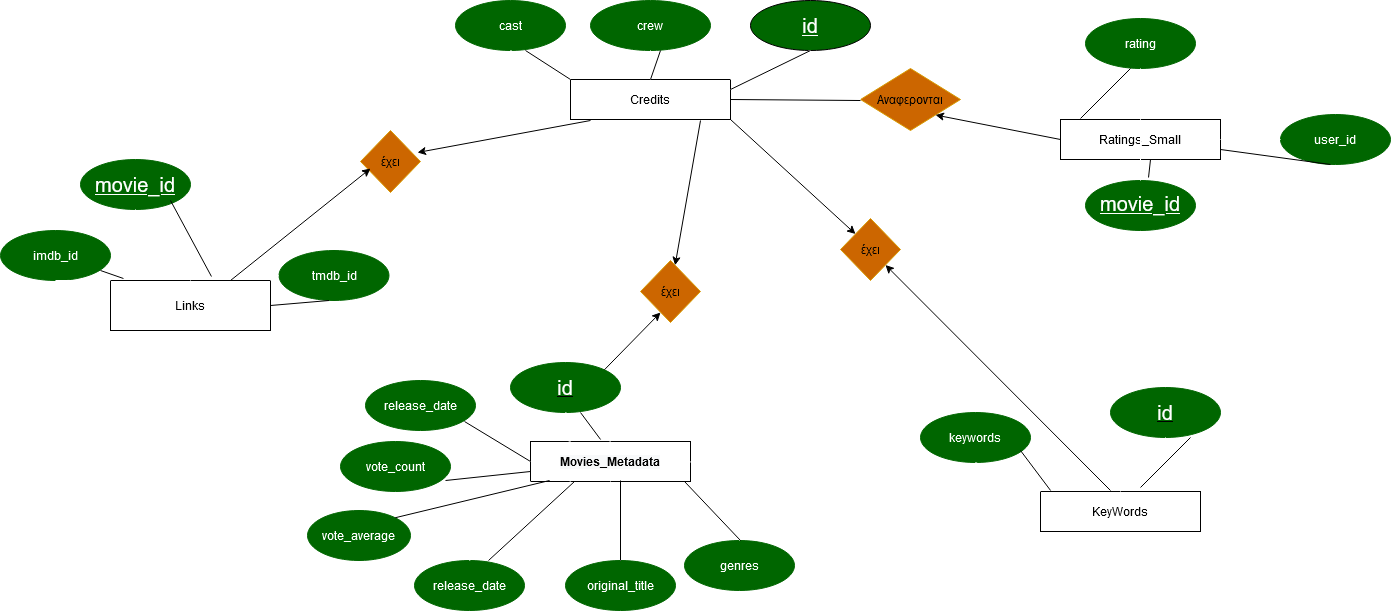 cast
crew
id
rating
Credits
Αναφερονται
Ratings_Small
user_id
έχει
movie_id
movie_id
imdb_id
tmdb_id
έχει
Links
έχει
id
release_date
id
keywords
vote_count
Movies_Metadata
KeyWords
vote_average
release_date
original_title
genres